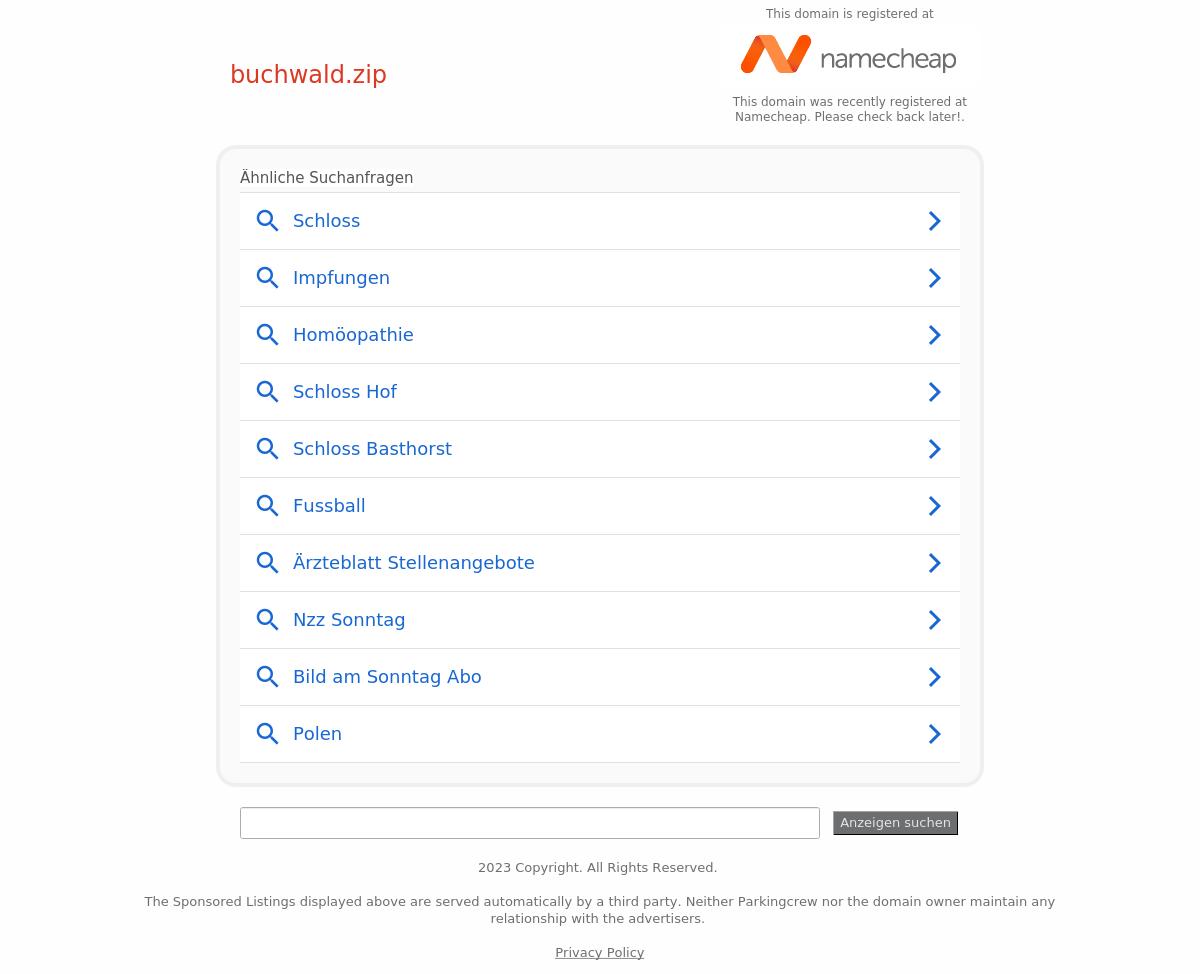 This domain is registered at
namecheap
buchwald.zip
This domain was recently registered at
Namecheap. Please check back later!.
Ähnliche Suchanfragen
Schloss
Impfungen
Homöopathie
Schloss Hof
Schloss Basthorst
Fussball
Ärzteblatt Stellenangebote
Nzz Sonntag
Bild am Sonntag Abo
Polen
Anzeigen suchen
2023 Copyright. All Rights Reserved.
The Sponsored Listings displayed above are served automatically by a third party. Neither Parkingcrew nor the domain owner maintain any
relationship with the advertisers.
Privacy Policy